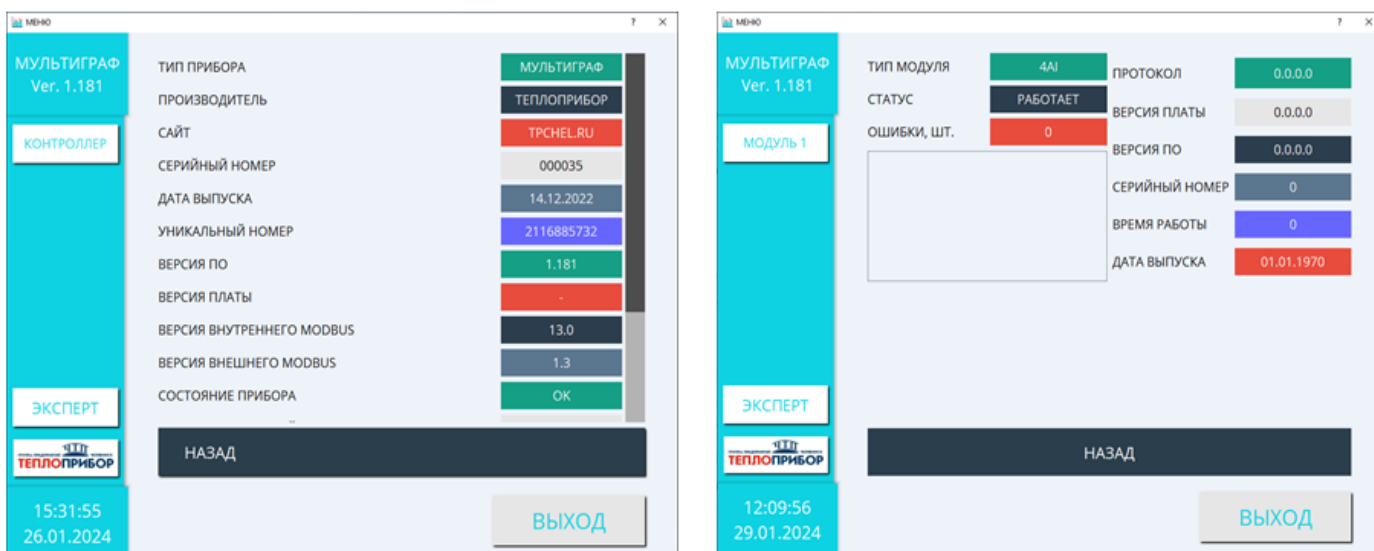 МЕНЮ
МУЛЬТИГРАФ
Ver. 1.181
КОНТРОЛЛЕР
ТИП ПРИБОРА МУЛЬТИГРАФ
ПРОИЗВОДИТЕЛЬ ТЕПЛОПРИБОР
САЙТ TPCHEL.RU
СЕРИЙНЫЙ НОМЕР 000035
ДАТА ВЫПУСКА 14.12.2022
УНИКАЛЬНЫЙ НОМЕР 2116885732
ВЕРСИЯ ПО 1.181
ВЕРСИЯ ПЛАТЫ -
ВЕРСИЯ ВНУТРЕННЕГО MODBUS 13.0
ВЕРСИЯ ВНЕШНЕГО MODBUS 1.3
СОСТОЯНИЕ ПРИБОРА OK
ЭКСПЕРТ
ТЕПЛОПРИБОР
НАЗАД
15:31:55
26.01.2024
ВЫХОД
МЕНЮ
МУЛЬТИГРАФ
Ver. 1.181
МОДУЛЬ 1
ТИП МОДУЛЯ 4AI
СТАТУС РАБОТАЕТ
ОШИБКИ, ШТ. 0
ПРОТОКОЛ 0.0.0.0
ВЕРСИЯ ПЛАТЫ 0.0.0.0
ВЕРСИЯ ПО 0.0.0.0
СЕРИЙНЫЙ НОМЕР 0
ВРЕМЯ РАБОТЫ 0
ДАТА ВЫПУСКА 01.01.1970
ЭКСПЕРТ
ТЕПЛОПРИБОР
НАЗАД
12:09:56
29.01.2024
ВЫХОД